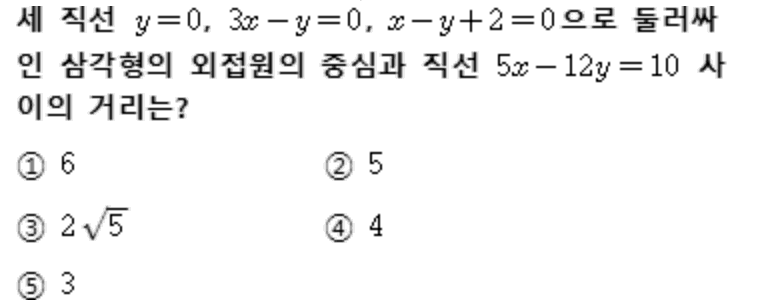 세 직선 y=0, 3x-y=0, x-y+2=0으로 둘러싸
인 삼각형의 외접원의 중심과 직선 5x-12y=10 사
이의 거리는?
① 6 ② 5
③ 2√5 ④ 4
⑤ 3